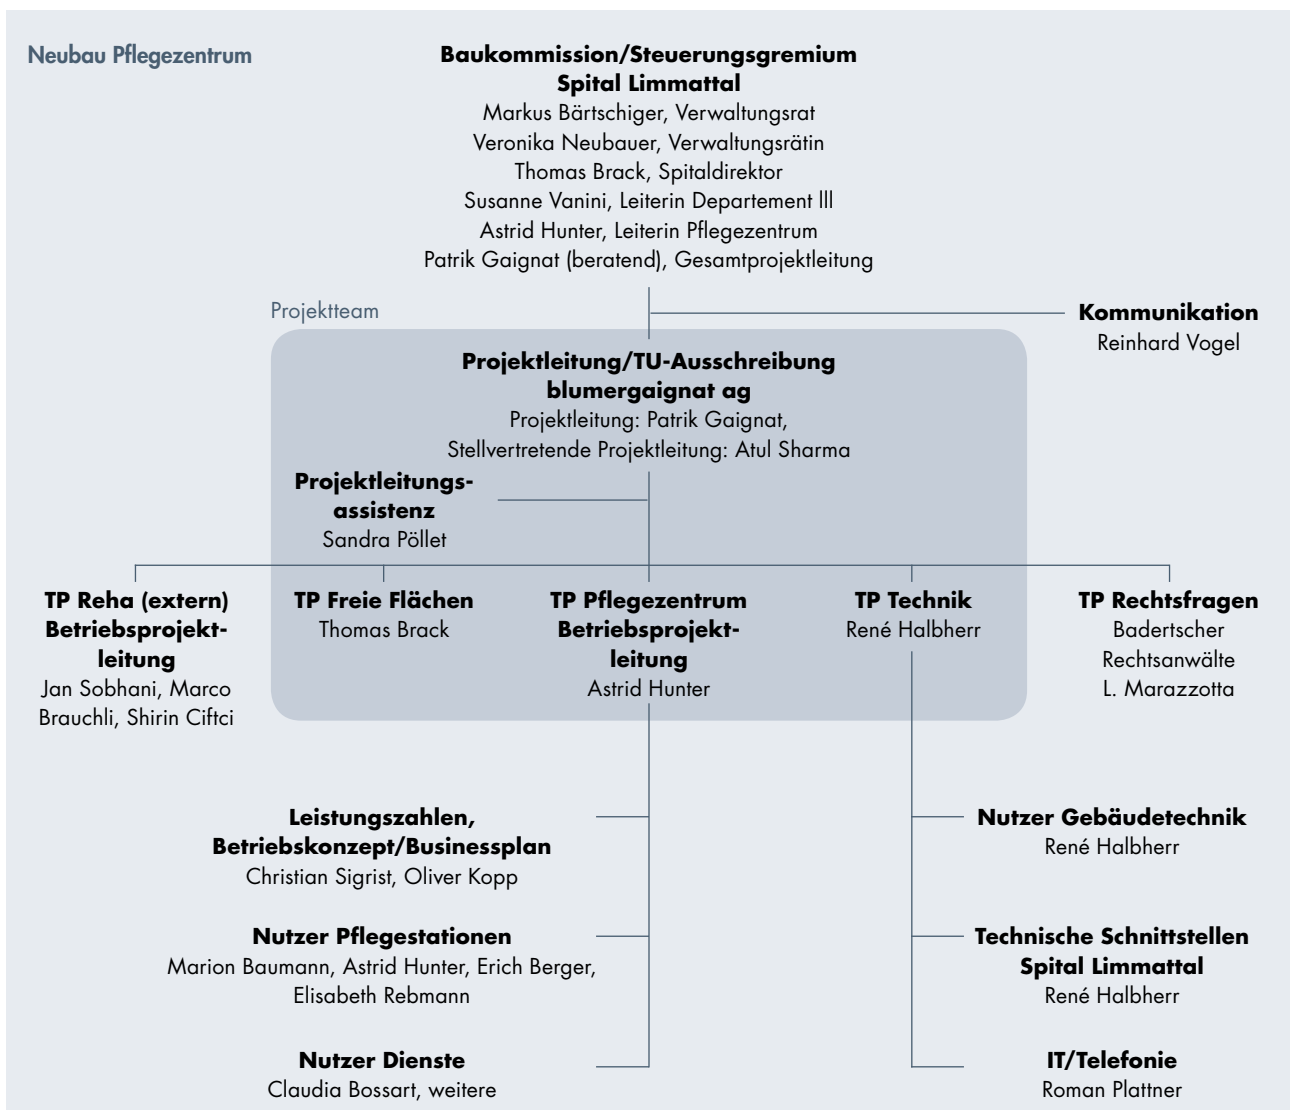 Neubau Pflegezentrum
Baukommission/Steuerungsgremium
Spital Limmattal
Markus Bärtschiger, Verwaltungsrat
Veronika Neubauer, Verwaltungsrätin
Thomas Brack, Spitaldirektor
Susanne Vanini, Leiterin Departement lll
Astrid Hunter, Leiterin Pflegezentrum
Patrik Gaignat (beratend), Gesamtprojektleitung
Projektteam
Kommunikation
Reinhard Vogel
Projektleitung/TU-Ausschreibung
blumergaignat ag
Projektleitung: Patrik Gaignat,
Stellvertretende Projektleitung: Atul Sharma
Projektleitungs-
assistenz
Sandra Pöllet
TP Reha (extern)
Betriebsprojekt-
leitung
Jan Sobhani, Marco
Brauchli, Shirin Ciftci
TP Freie Flächen
Thomas Brack
TP Pflegezentrum
Betriebsprojekt-
leitung
Astrid Hunter
TP Technik
René Halbherr
TP Rechtsfragen
Badertscher
Rechtsanwälte
L. Marazzotta
Leistungszahlen,
Betriebskonzept/Businessplan
Christian Sigrist, Oliver Kopp
Nutzer Pflegestationen
Marion Baumann, Astrid Hunter, Erich Berger,
Elisabeth Rebmann
Nutzer Dienste
Claudia Bossart, weitere
Nutzer Gebäudetechnik
René Halbherr
Technische Schnittstellen
Spital Limmattal
René Halbherr
IT/Telefonie
Roman Plattner